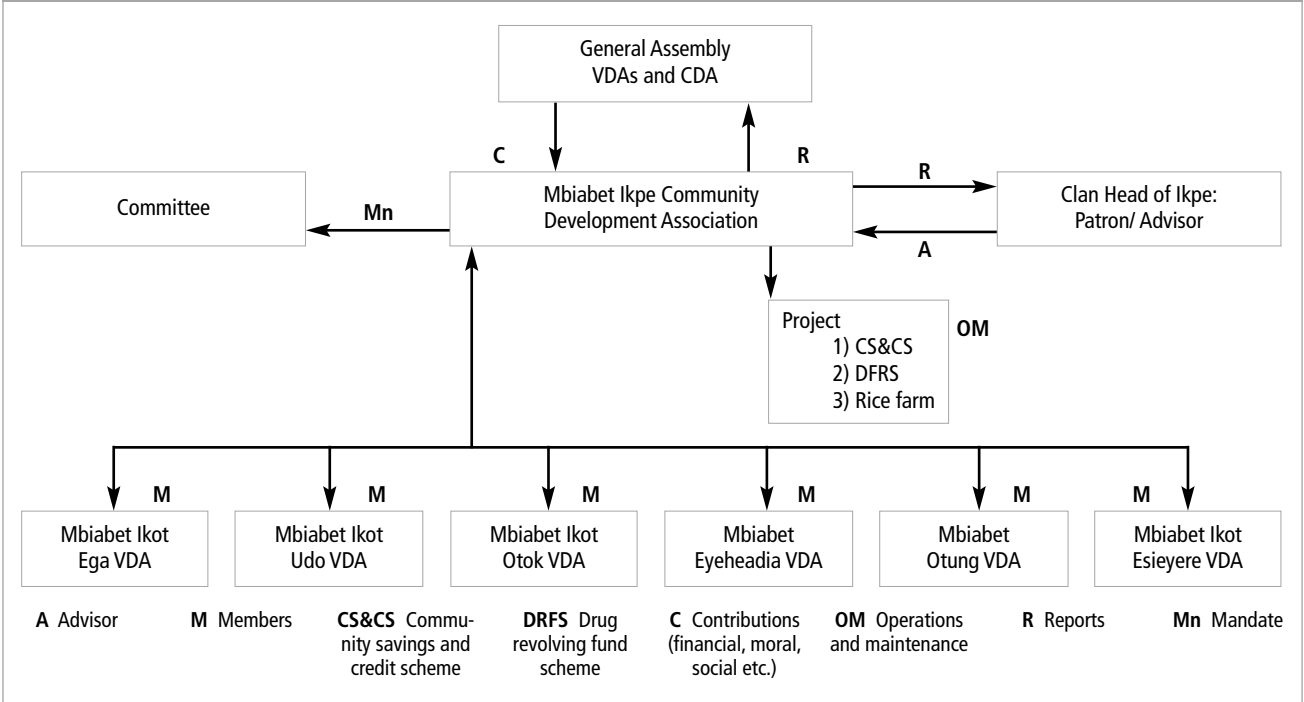 General Assembly
VDAs and CDA
C
R
Committee
Mn
Mbiabet Ikpe Community
Development Association
R
A
Clan Head of Ikpe:
Patron/ Advisor
Project
1) CS&CS
2) DFRS
3) Rice farm
OM
M
M
M
M
M
M
Mbiabet Ikot
Ega VDA
Mbiabet Ikot
Udo VDA
Mbiabet Ikot
Otok VDA
Mbiabet
Eyeheadia VDA
Mbiabet
Otung VDA
Mbiabet Ikot
Esieyere VDA
A Advisor
M Members
CS&CS Commu-
nity savings and
credit scheme
DRFS Drug
revolving fund
scheme
C Contributions
(financial, moral,
social etc.)
OM Operations
and maintenance
R Reports
Mn Mandate